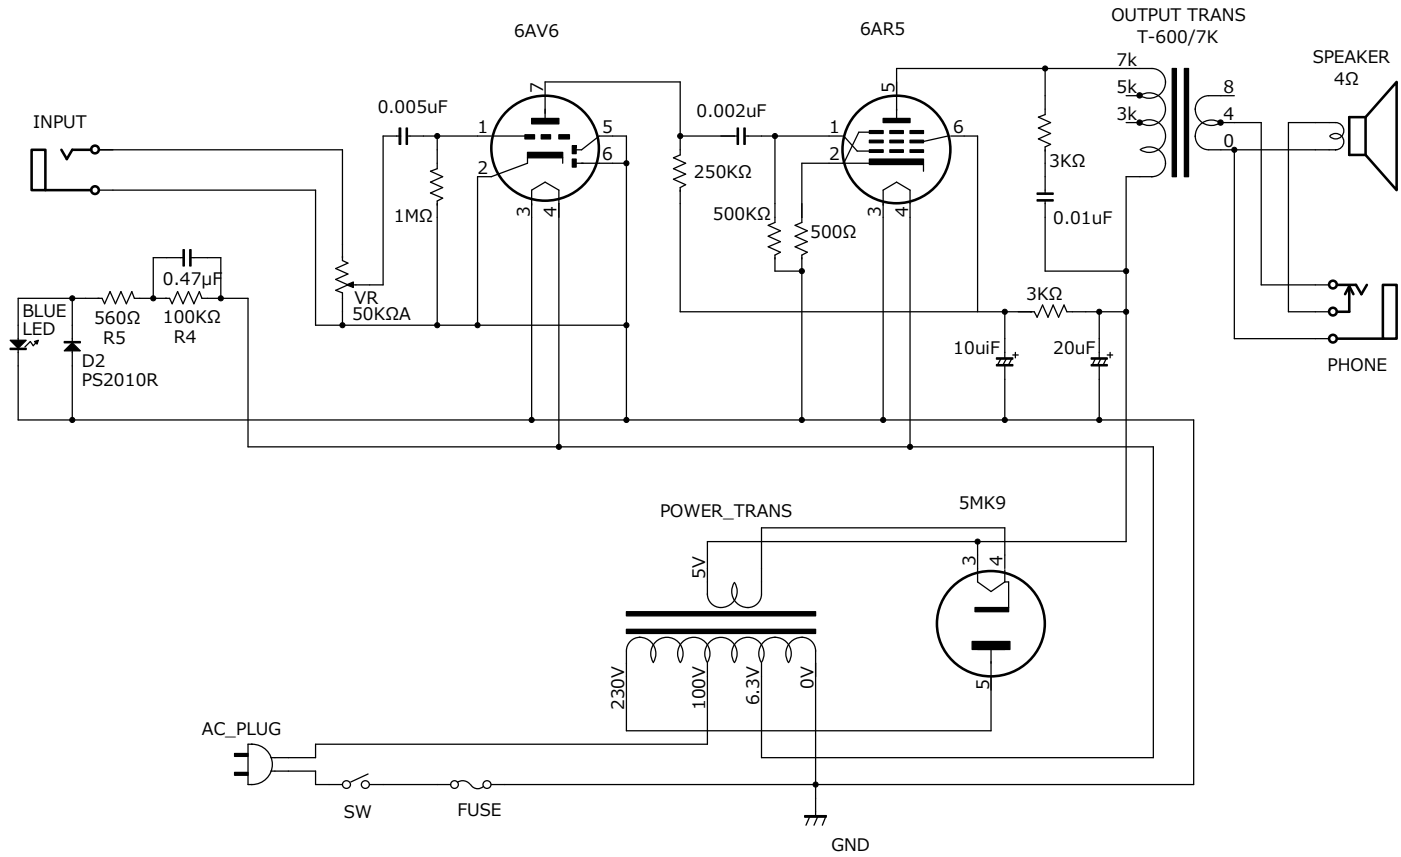 OUTPUT TRANS
T-600/7K
6AV6
6AR5
SPEAKER
4Ω
7k
5k
3k
8
4
0
7
5
0.005uF
0.002uF
INPUT
1
5
2
6
3
4
1
6
2
3
4
1MΩ
250KΩ
500KΩ
500Ω
3KΩ
0.01uF
0.47µF
BLUE
LED
560Ω
R5
100KΩ
R4
VR
50KΩA
3KΩ
D2
PS2010R
10uiF
+
20uF
+
PHONE
POWER_TRANS
5MK9
5V
3
4
230V
100V
6.3V
0V
5
AC_PLUG
SW
FUSE
GND